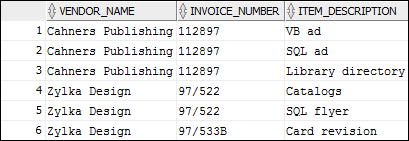 VENDOR_NAME INVOICE_NUMBER ITEM_DESCRIPTION
1 Cahners Publishing 112897 VB ad
2 Cahners Publishing 112897 SQL ad
3 Cahners Publishing 112897 Library directory
4 Zylka Design 97/522 Catalogs
5 Zylka Design 97/522 SQL flyer
6 Zylka Design 97/533B Card revision